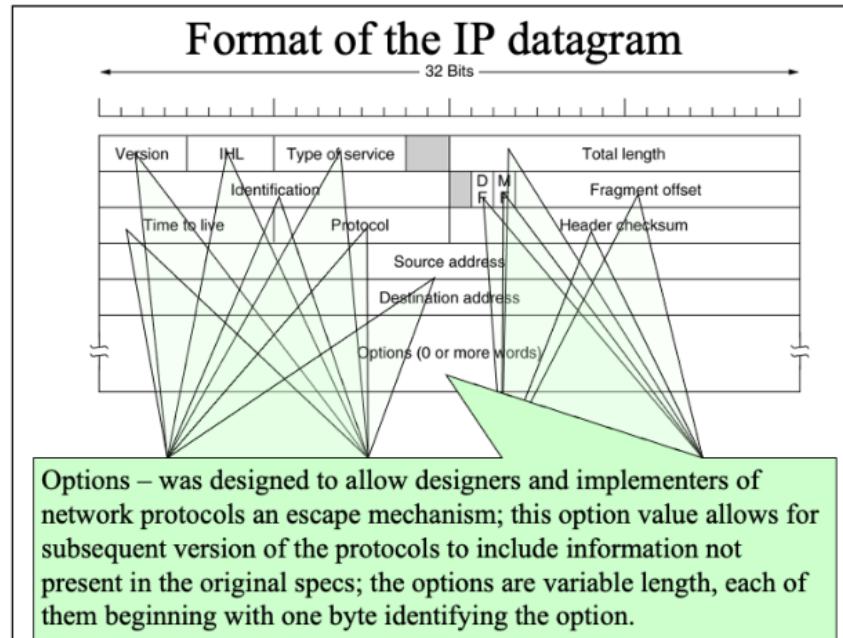 Format of the IP datagram
32 Bits
Version IHL Type of service Total length
Identification D F M F Fragment offset
Time to live Protocol Header checksum
Source address
Destination address
Options (0 or more words)
Options – was designed to allow designers and implementers of
network protocols an escape mechanism; this option value allows for
subsequent version of the protocols to include information not
present in the original specs; the options are variable length, each of
them beginning with one byte identifying the option.